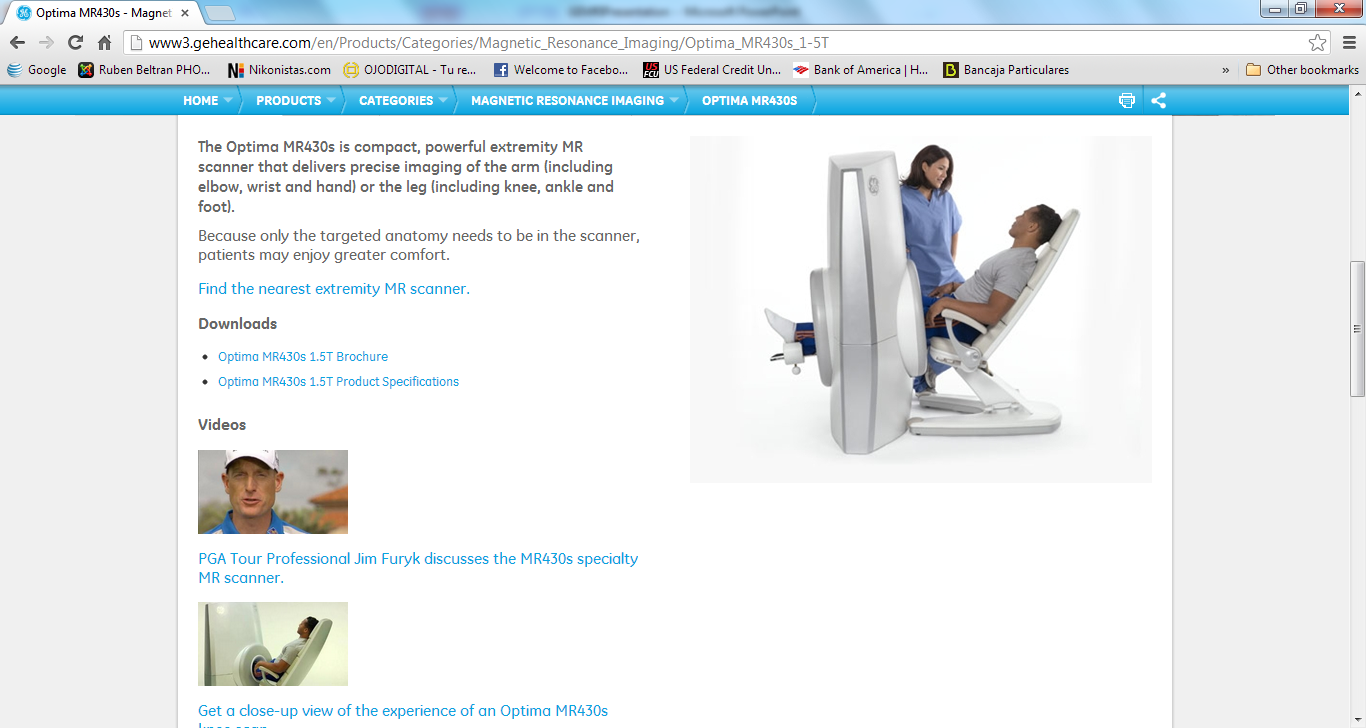 Optima MR430s - Magnet
www3.gehealthcare.com/en/Products/Categories/Magnetic_Resonance_Imaging/Optima_MR430s_1-5T
Google Ruben Beltran PHO... Nikonistas.com OJODIGITAL - Tu re... Welcome to Facebo... US Federal Credit Un... Bank of America | H... Bancaja Particulares » Other bookmarks
HOME PRODUCTS CATEGORIES MAGNETIC RESONANCE IMAGING OPTIMA MR430S
The Optima MR430s is compact, powerful extremity MR
scanner that delivers precise imaging of the arm (including
elbow, wrist and hand) or the leg (including knee, ankle and
foot).
Because only the targeted anatomy needs to be in the scanner,
patients may enjoy greater comfort.
Find the nearest extremity MR scanner.
Downloads
• Optima MR430s 1.5T Brochure
• Optima MR430s 1.5T Product Specifications
Videos
PGA Tour Professional Jim Furyk discusses the MR430s specialty
MR scanner.
Get a close-up view of the experience of an Optima MR430s